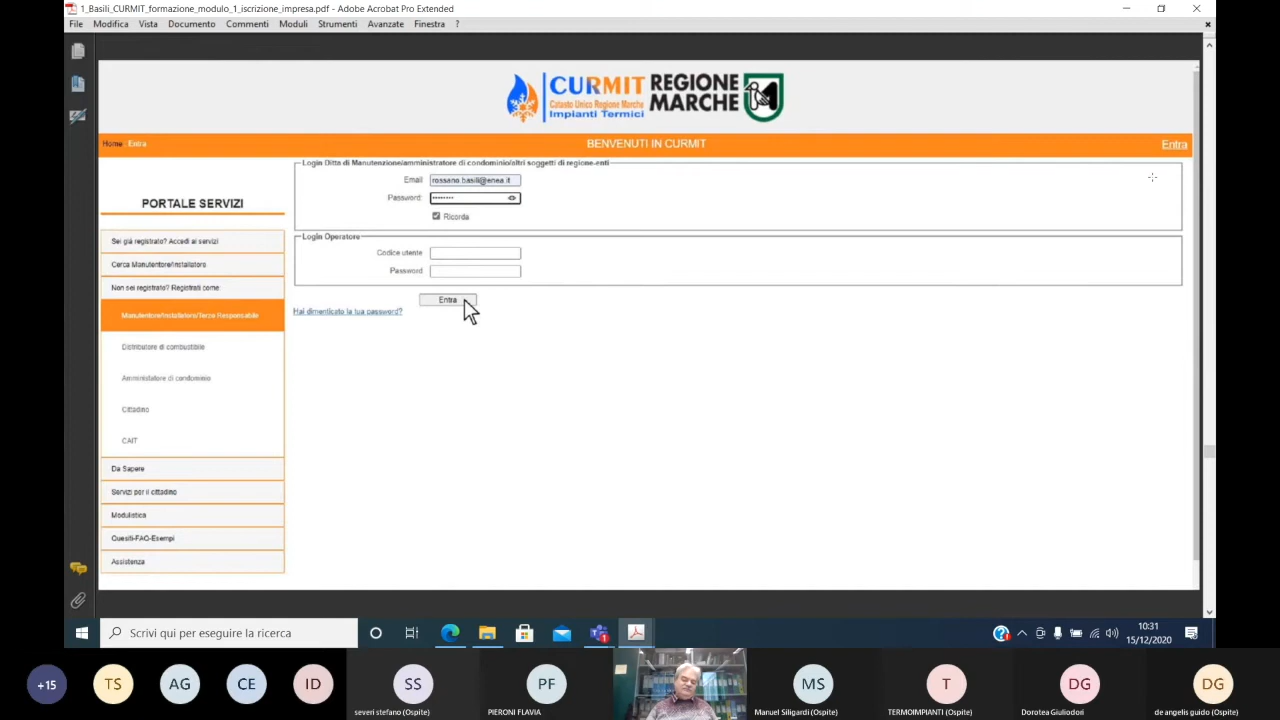 1_Basili_CURMIT_formazione_modulo_1_iscrizione_impresa.pdf - Adobe Acrobat Pro Extended
File Modifica Vista Documento Commenti Moduli Strumenti Avanzate Finestra ?
CURMIT
Catasto Unico Regione Marche
Impianti Termici
REGIONE
MARCHE
Home Entra
BENVENUTI IN CURMIT
Entra
Login Ditta di Manutenzione/amministratore di condominio/altri soggetti di regione-enti
Email rossano.basili@enea.it
Password: ••••••••
Ricorda
Login Operatore
Codice utente
Password
Entra
Hai dimenticato la tua password?
PORTALE SERVIZI
Sei già registrato? Accedi ai servizi
Cerca Manutentore/Installatore
Non sei registrato? Registrati come
Manutentore/Installatore/Terzo Responsabile
Distributore di combustibile
Amministratore di condominio
Cittadino
CAIT
Da Sapere
Servizi per il cittadino
Modulistica
Quesiti-FAQ-Esempi
Assistenza
Scrivi qui per eseguire la ricerca
1
10:31
15/12/2020
+15
TS
AG
CE
ID
SS
severi stefano (Ospite)
PF
PIERONI FLAVIA
MS
Manuel Siligardi (Ospite)
T
TERMOIMPIANTI (Ospite)
DG
Dorotea Giuliodori
DG
de angelis guido (Ospite)